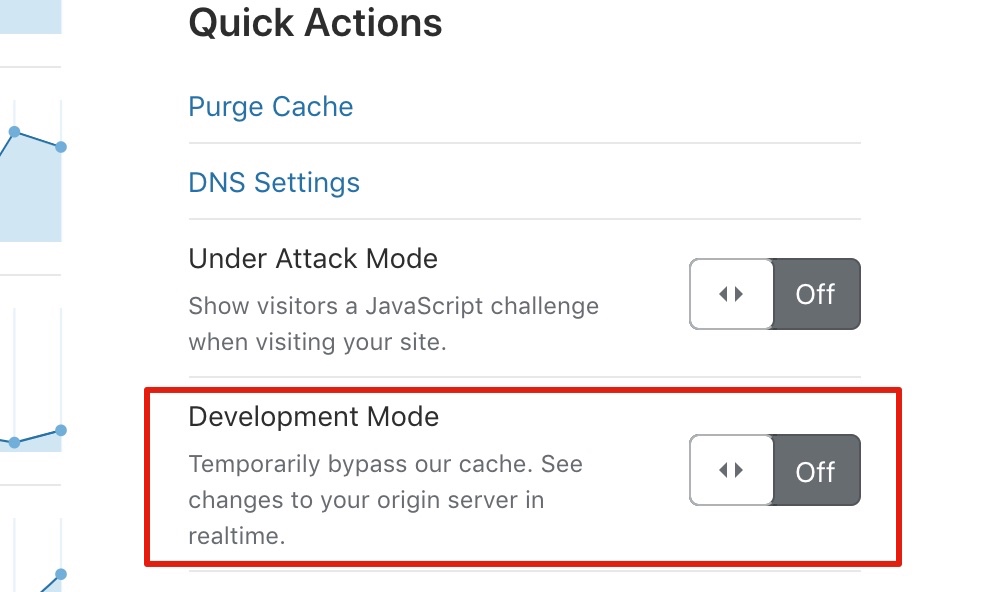 Quick Actions
Purge Cache
DNS Settings
Under Attack Mode
Show visitors a JavaScript challenge
when visiting your site.
Off
Development Mode
Temporarily bypass our cache. See
changes to your origin server in
realtime.
Off